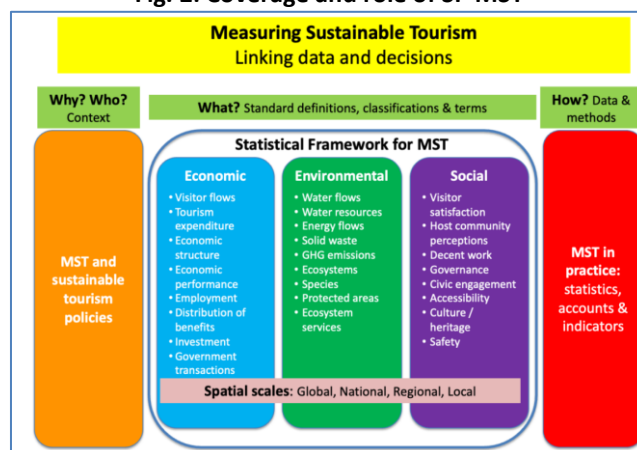 Measuring Sustainable Tourism
Linking data and decisions
Why? Who?
Context
What? Standard definitions, classifications & terms
How? Data &
methods
Statistical Framework for MST
MST and
sustainable
tourism
policies
Economic
• Visitor flows
• Tourism
expenditure
• Economic
structure
• Economic
performance
• Employment
• Distribution of
benefits
• Investment
• Government
transactions
Environmental
• Water flows
• Water resources
• Energy flows
• Solid waste
• GHG emissions
• Ecosystems
• Species
• Protected areas
• Ecosystem
services
Social
• Visitor
satisfaction
• Host community
perceptions
• Decent work
• Governance
• Civic engagement
• Accessibility
• Culture /
heritage
• Safety
MST in
practice:
statistics,
accounts &
indicators
Spatial scales: Global, National, Regional, Local